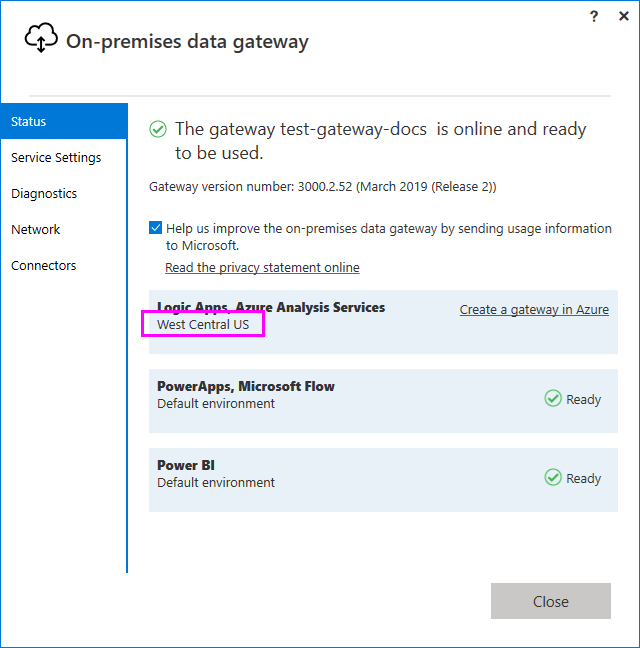 ? ×
On-premises data gateway
Status
Service Settings
Diagnostics
Network
Connectors
The gateway test-gateway-docs is online and ready
to be used.
Gateway version number: 3000.2.52 (March 2019 (Release 2))
Help us improve the on-premises data gateway by sending usage information
to Microsoft.
Read the privacy statement online
Logic Apps, Azure Analysis Services
West Central US
Create a gateway in Azure
PowerApps, Microsoft Flow
Default environment
Ready
Power BI
Default environment
Ready
Close